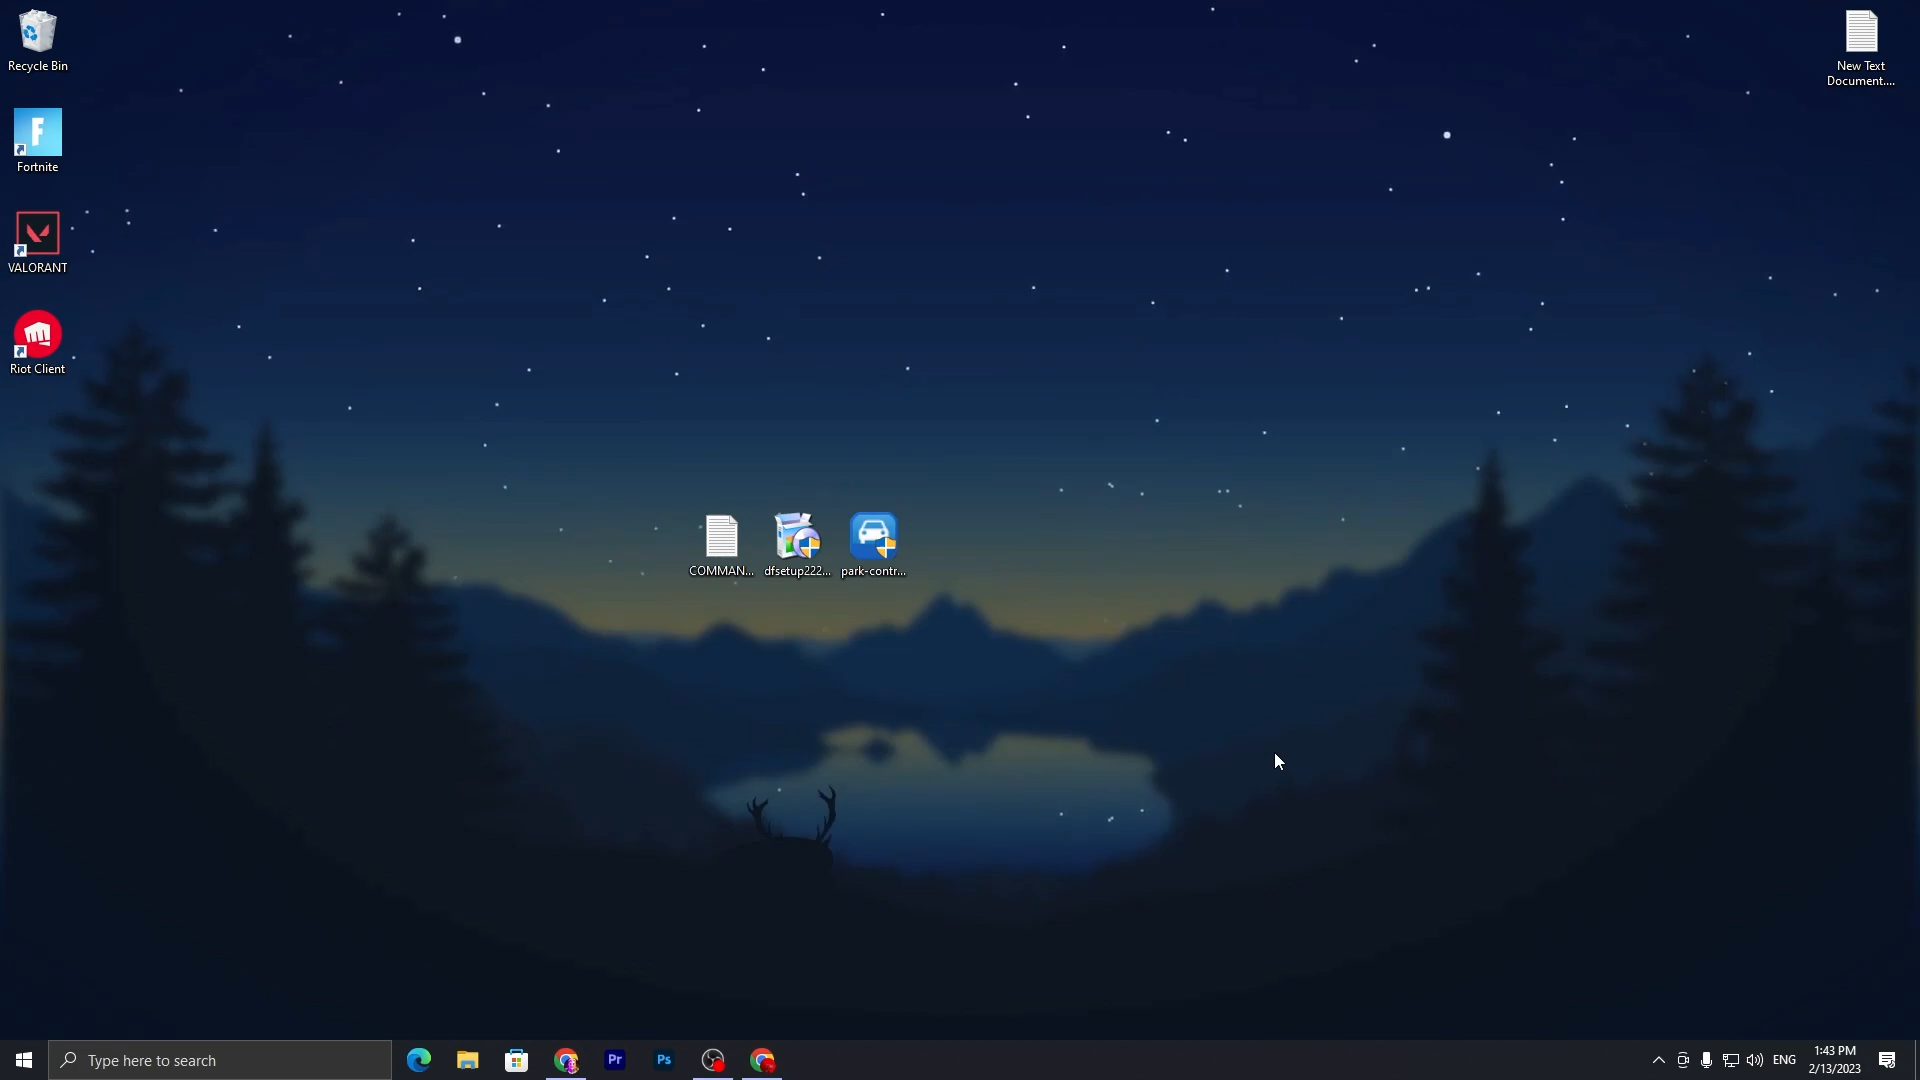 Recycle Bin
Fortnite
VALORANT
Riot Client
New Text
Document....
COMMAN...
dfsetup222...
park-contr...
Type here to search
Pr
Ps
ENG
1:43 PM
2/13/2023